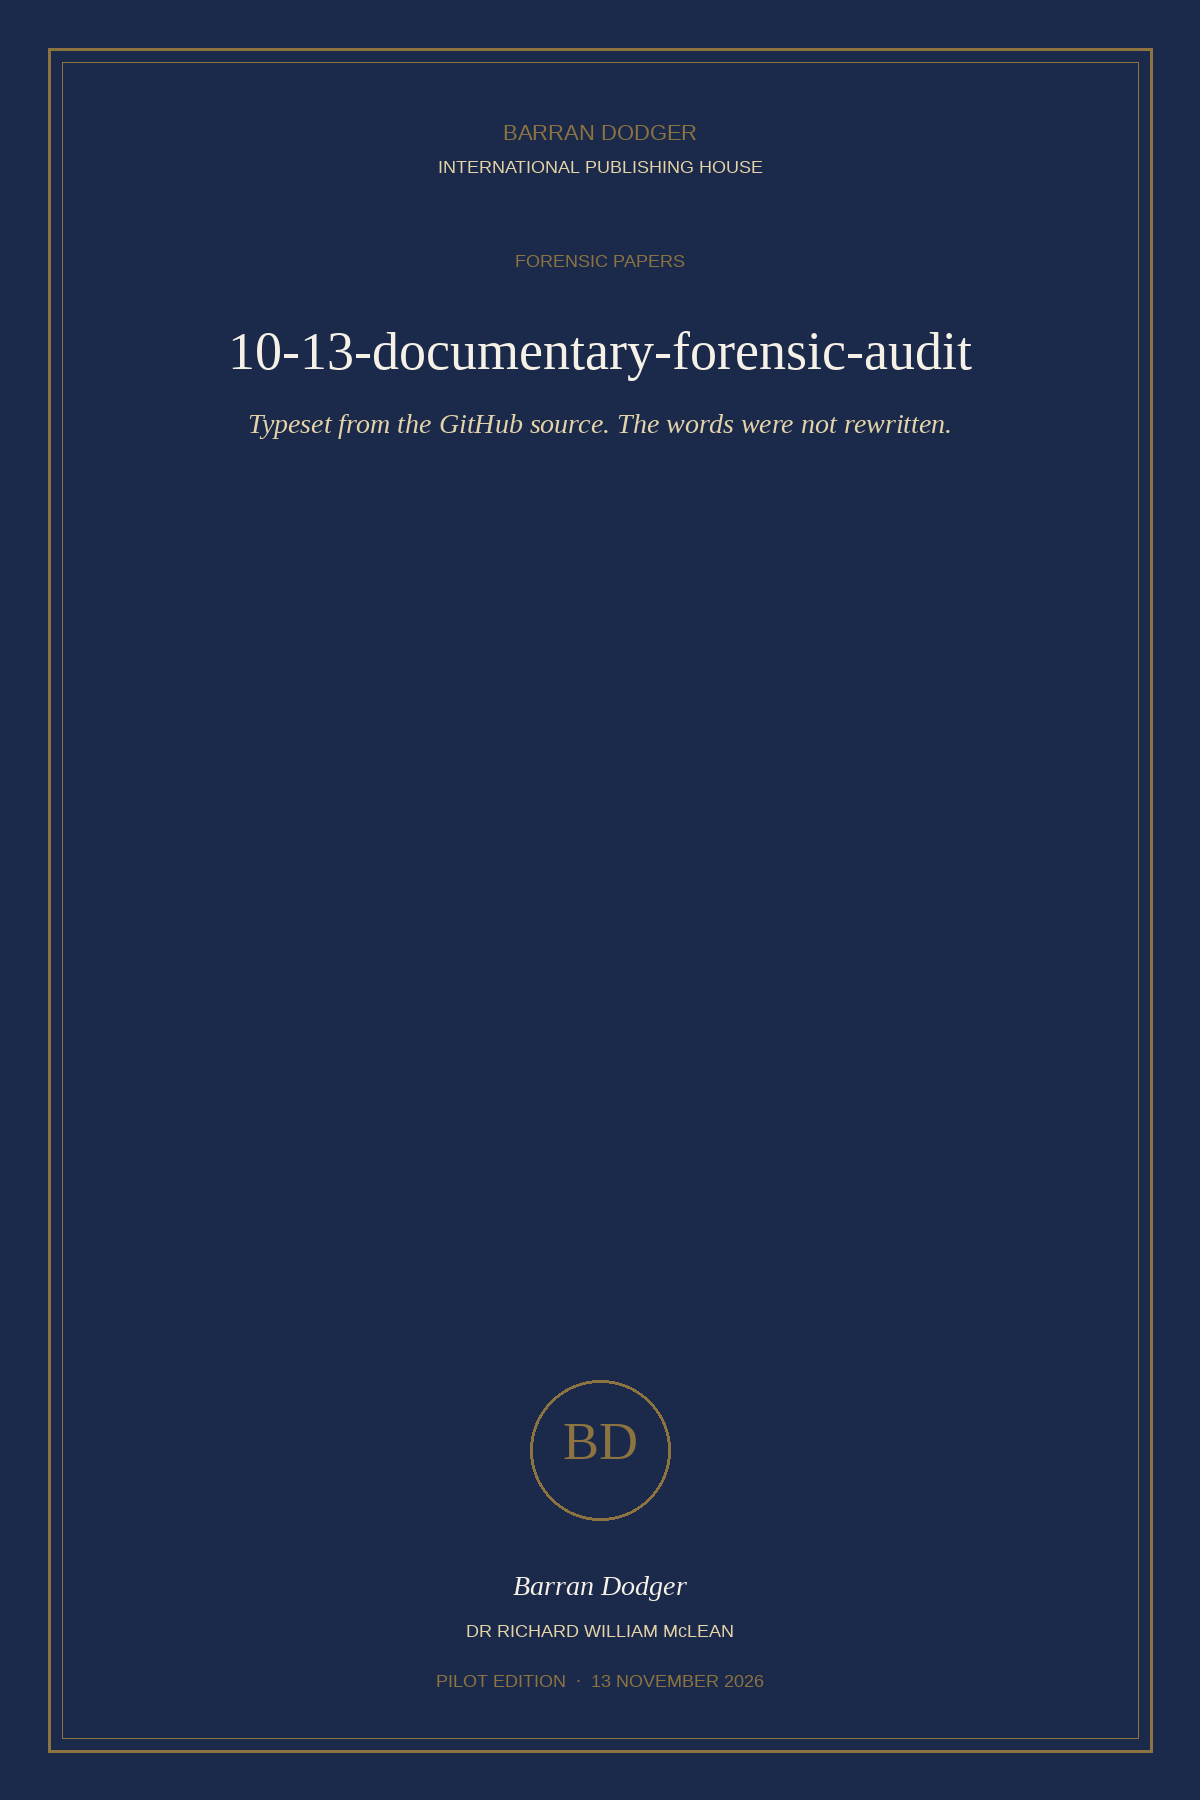 BARRAN DODGER
INTERNATIONAL PUBLISHING HOUSE
FORENSIC PAPERS
10-13-documentary-forensic-audit
Typeset from the GitHub source. The words were not rewritten.
BD
Barran Dodger
DR RICHARD WILLIAM McLEAN
PILOT EDITION · 13 NOVEMBER 2026